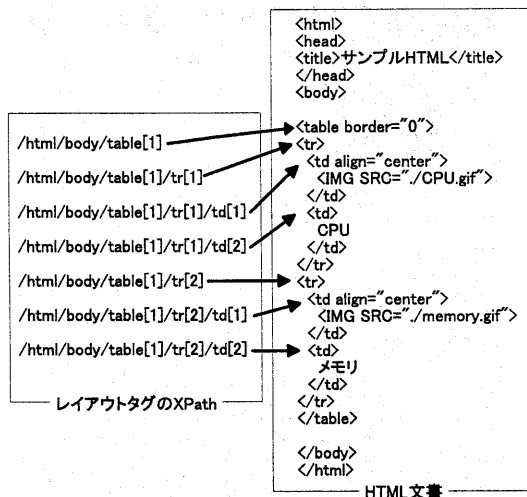 /html/body/table[1]
/html/body/table[1]/tr[1]
/html/body/table[1]/tr[1]/td[1]
/html/body/table[1]/tr[1]/td[2]
/html/body/table[1]/tr[2]
/html/body/table[1]/tr[2]/td[1]
/html/body/table[1]/tr[2]/td[2]
レイアウトタグのXPath
<html>
<head>
<title>サンプルHTML</title>
</head>
<body>
<table border="0">
<tr>
<td align="center">
<IMG SRC="./CPU.gif">
</td>
<td>
CPU
</td>
</tr>
<tr>
<td align="center">
<IMG SRC="./memory.gif">
</td>
<td>
メモリ
</td>
</tr>
</table>
</body>
</html>
HTML文書